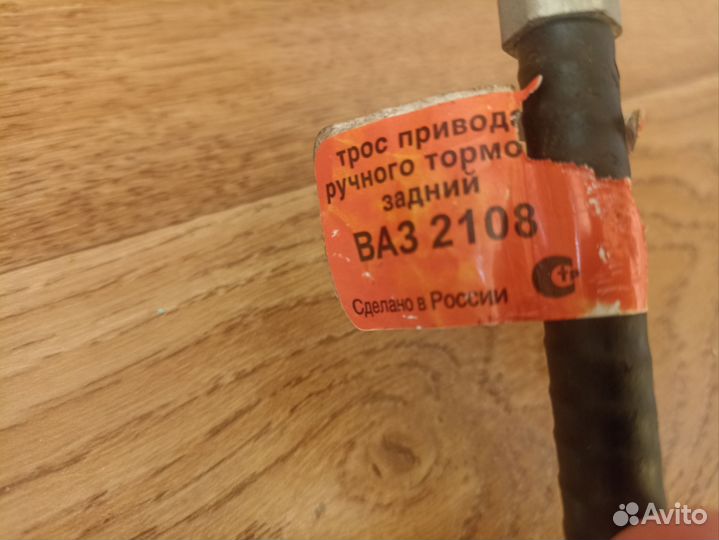 трос привода
ручного тормо
задний
ВАЗ 2108
Сделано в России
Avito